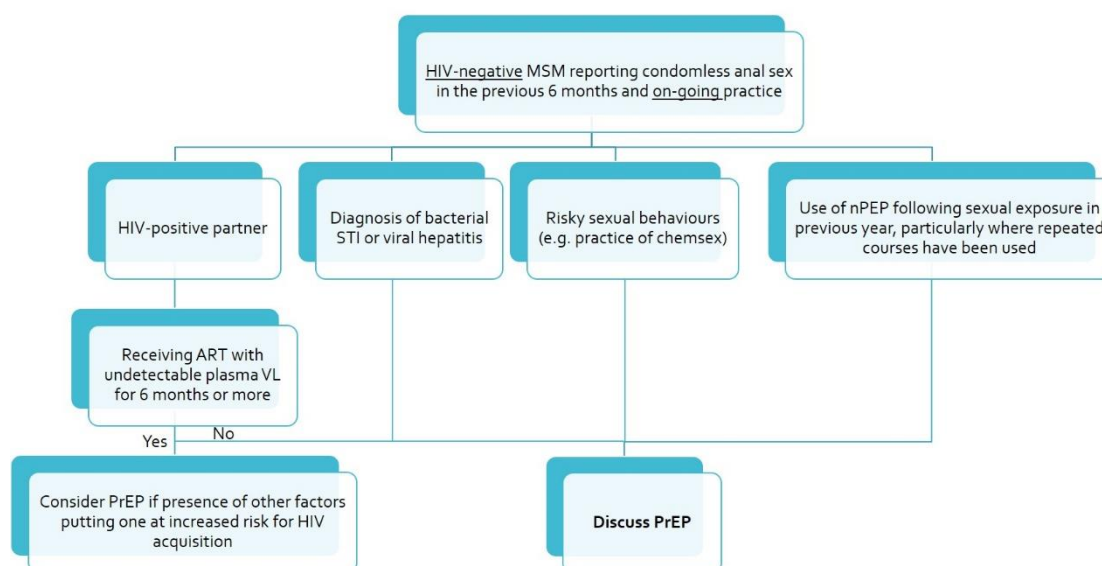 HIV-negative MSM reporting condomless anal sex
in the previous 6 months and on-going practice
HIV-positive partner
Diagnosis of bacterial
STI or viral hepatitis
Risky sexual behaviours
(e.g. practice of chemsex)
Use of nPEP following sexual exposure in
previous year, particularly where repeated
courses have been used
Receiving ART with
undetectable plasma VL
for 6 months or more
Yes
No
Consider PrEP if presence of other factors
putting one at increased risk for HIV
acquisition
Discuss PrEP